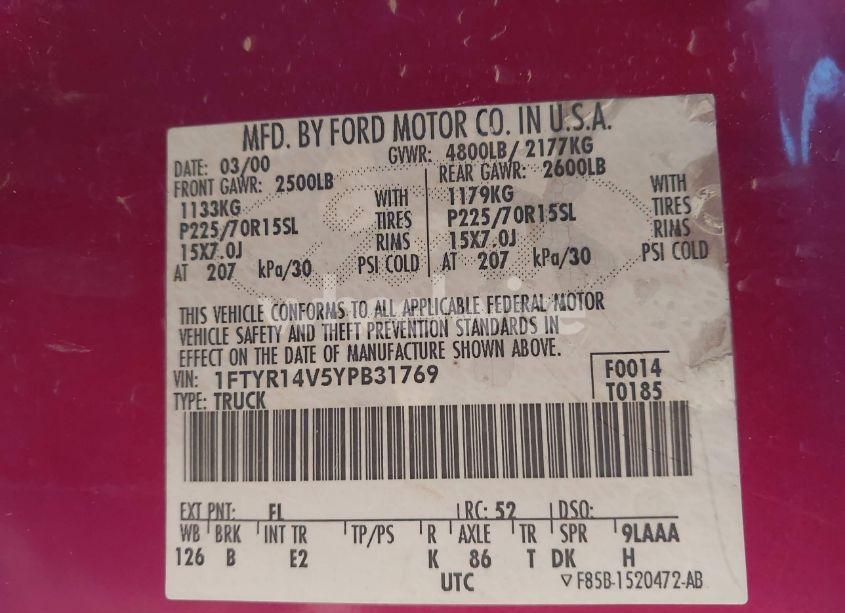 MFD. BY FORD MOTOR CO. IN U.S.A.
DATE: 03/00 GVWR: 4800LB/ 2177KG
FRONT GAWR: 2500LB REAR GAWR: 2600LB
1133KG WITH 1179KG WITH
P225/70R15SL TIRES P225/70R15SL TIRES
15X7.0J RIMS 15X7.0J RIMS
AT 207 kPa/30 PSI COLD AT 207 kPa/30 PSI COLD
THIS VEHICLE CONFORMS TO ALL APPLICABLE FEDERAL MOTOR
VEHICLE SAFETY AND THEFT PREVENTION STANDARDS IN
EFFECT ON THE DATE OF MANUFACTURE SHOWN ABOVE.
VIN: 1FTYR14V5YPB31769 F0014
TYPE: TRUCK T0185
EXT PNT: FL RC: 52 DSO:
WB BRK INT TR TP/PS R AXLE TR SPR 9LAAA
126 B E2 K 86 T DK H
UTC ▽F85B-1520472-AB